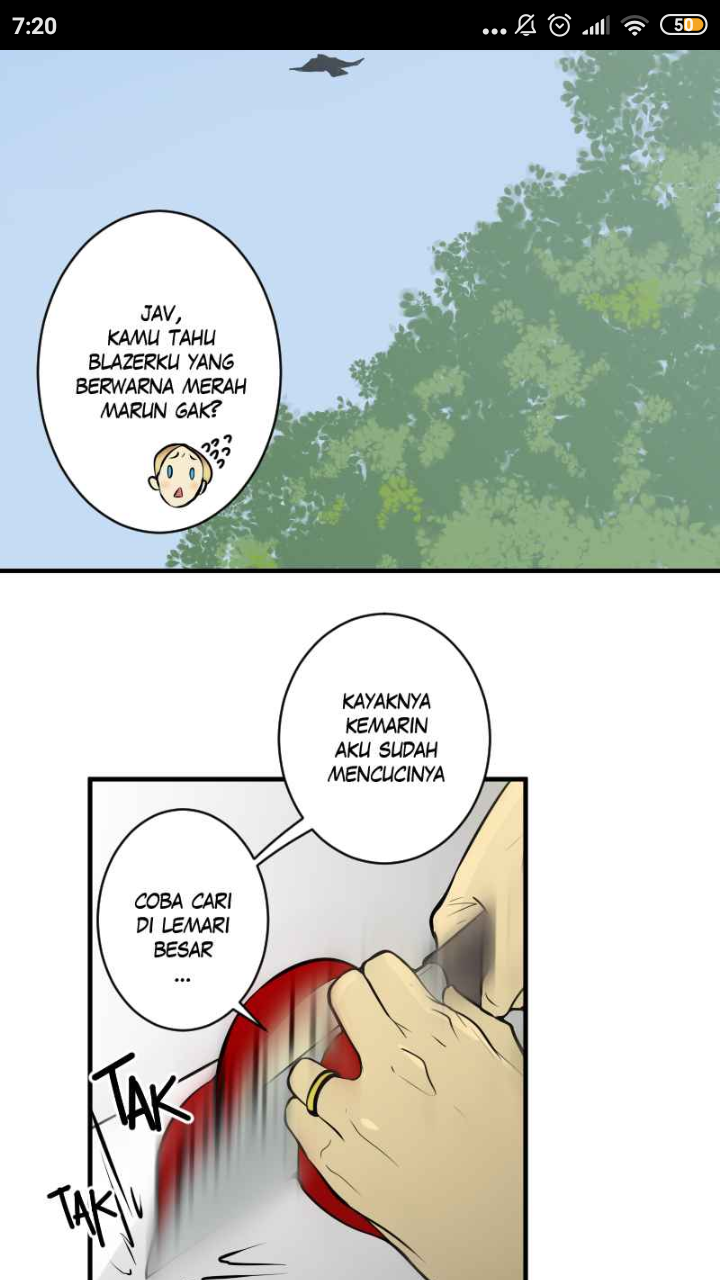 7:20
50
JAV,
KAMU TAHU
BLAZERKU YANG
BERWARNA MERAH
MARUN GAK?
KAYAKNYA
KEMARIN
AKU SUDAH
MENCUCINYA
COBA CARI
DI LEMARI
BESAR
...
TAK
TAK